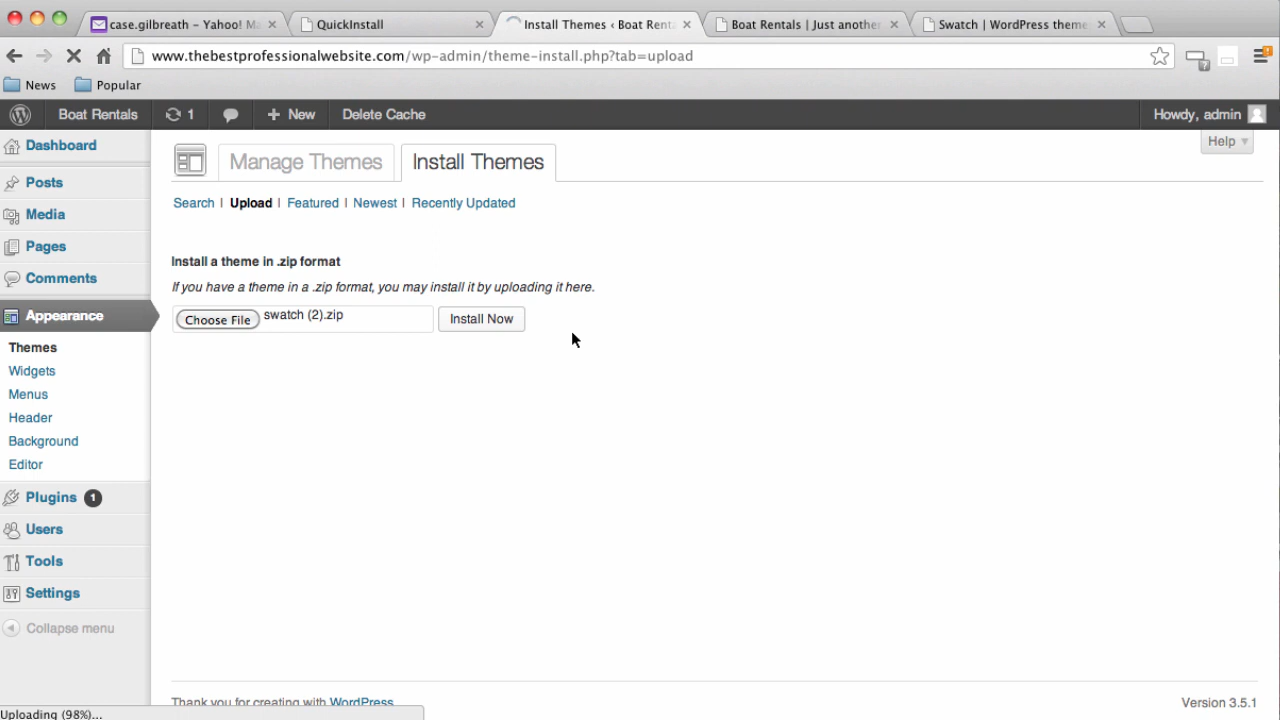 case.gilbreath – Yahoo! Ma
QuickInstall
Install Themes ‹ Boat Renta
Boat Rentals | Just another
Swatch | WordPress theme
www.thebestprofessionalwebsite.com/wp-admin/theme-install.php?tab=upload
News
Popular
Boat Rentals
1
+ New
Delete Cache
Howdy, admin
Help
Dashboard
Posts
Media
Pages
Comments
Appearance
Themes
Widgets
Menus
Header
Background
Editor
Plugins 1
Users
Tools
Settings
Collapse menu
Manage Themes
Install Themes
Search | Upload | Featured | Newest | Recently Updated
Install a theme in .zip format
If you have a theme in a .zip format, you may install it by uploading it here.
Choose File swatch (2).zip
Install Now
Thank you for creating with WordPress.
Version 3.5.1
Uploading (98%)...